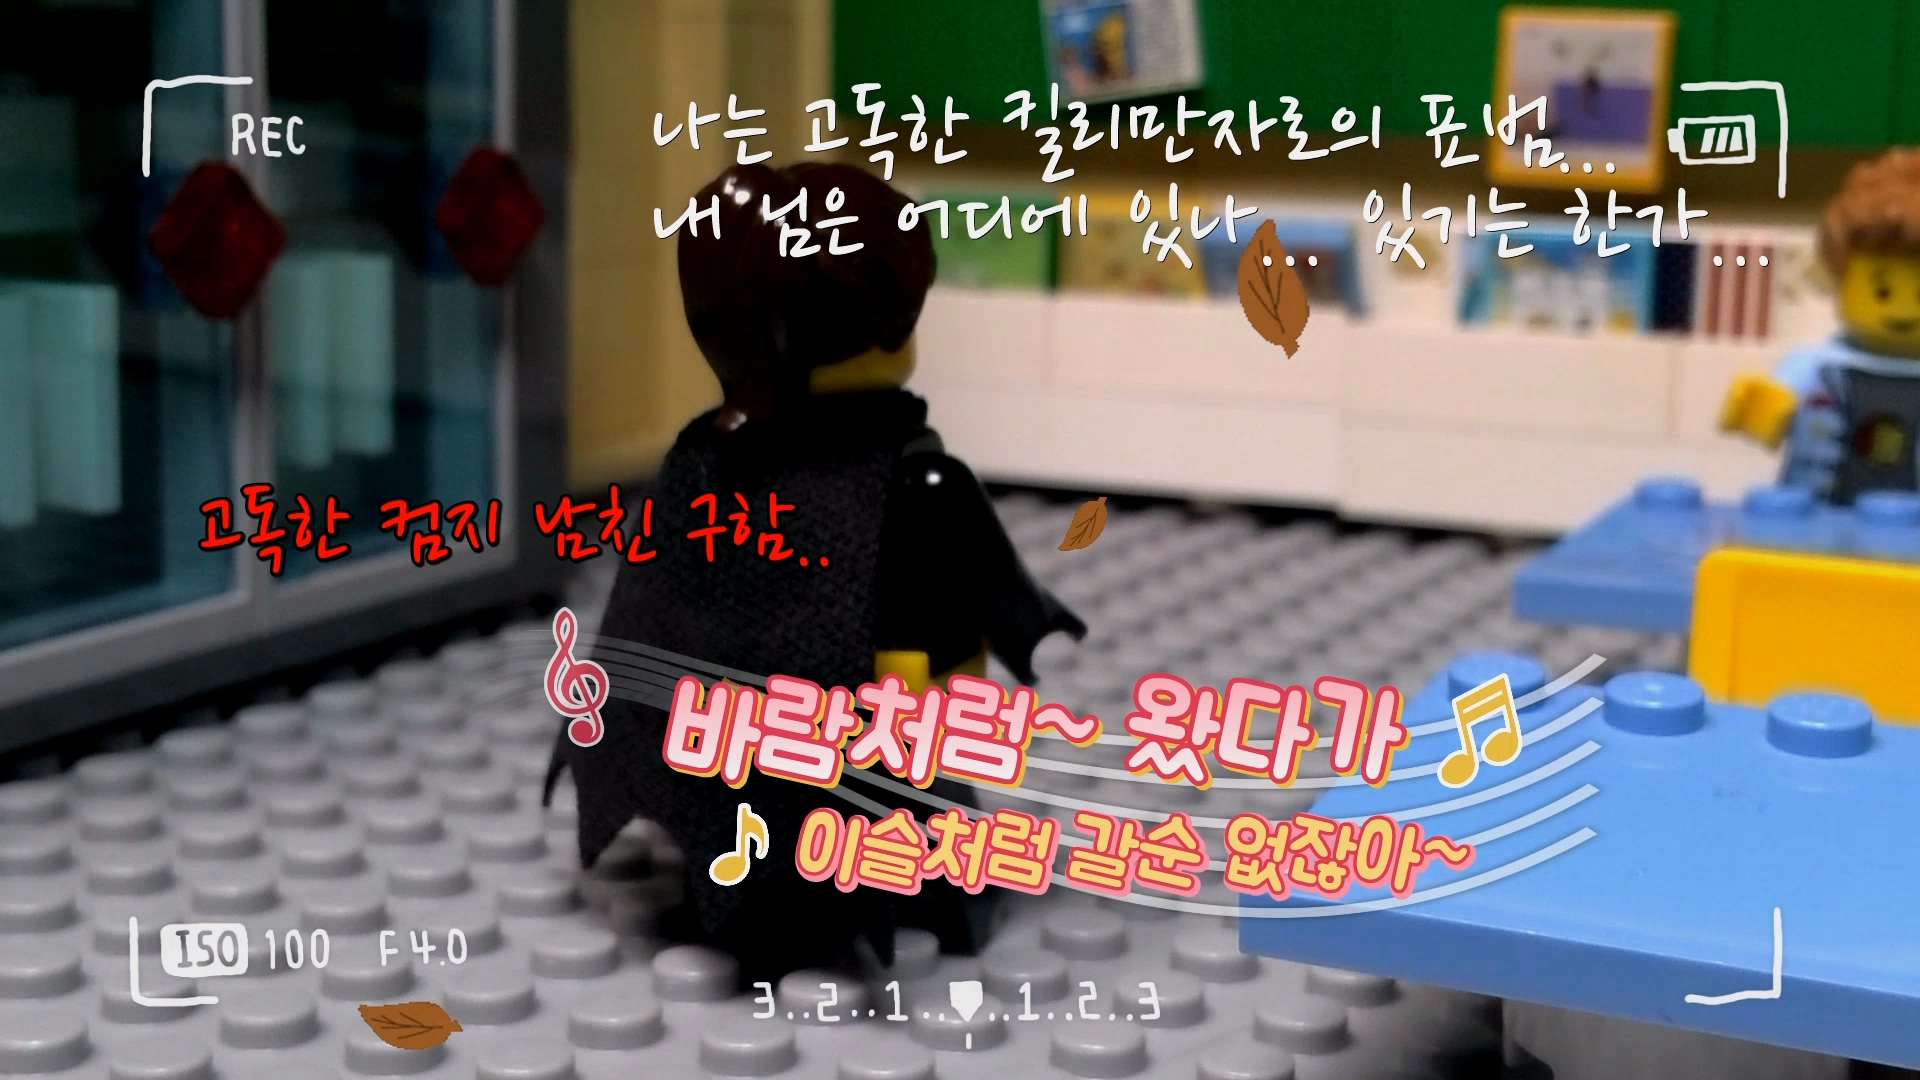 REC
나는 고독한 킬리만자로의 표범...
내 님은 어디에 있나... 있기는 한가...
고독한 컴지 남친 구함..
바람처럼~ 왔다가
이슬처럼 갈순 없잖아~
ISO 100 F 4.0
3..2..1....1..2..3